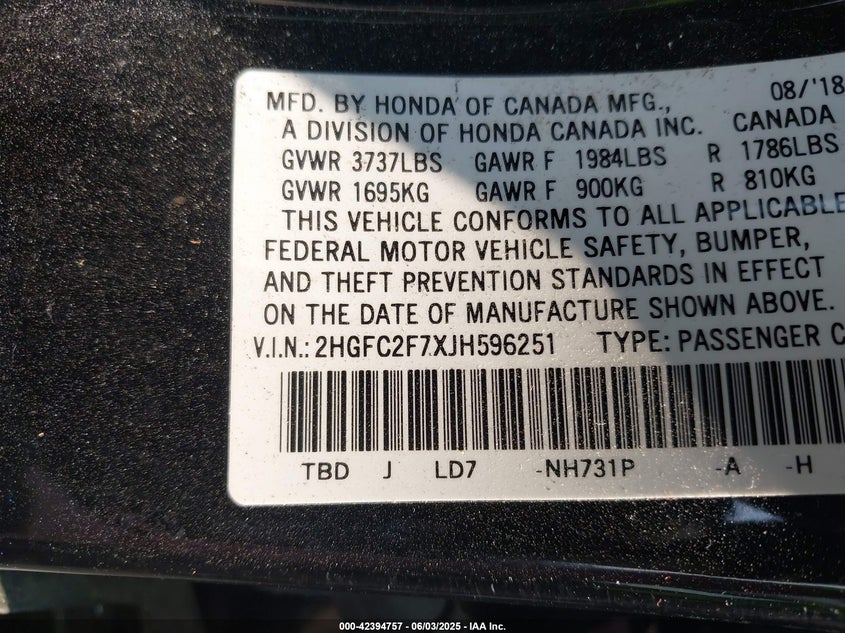 MFD. BY HONDA OF CANADA MFG., 08/'18
A DIVISION OF HONDA CANADA INC. CANADA
GVWR 3737LBS GAWR F 1984LBS R 1786LBS
GVWR 1695KG GAWR F 900KG R 810KG
THIS VEHICLE CONFORMS TO ALL APPLICABLE
FEDERAL MOTOR VEHICLE SAFETY, BUMPER,
AND THEFT PREVENTION STANDARDS IN EFFECT
ON THE DATE OF MANUFACTURE SHOWN ABOVE.
V.I.N.: 2HGFC2F7XJH596251 TYPE: PASSENGER C
TBD J LD7 -NH731P -A -H
000-42394757 - 06/03/2025 - IAA Inc.